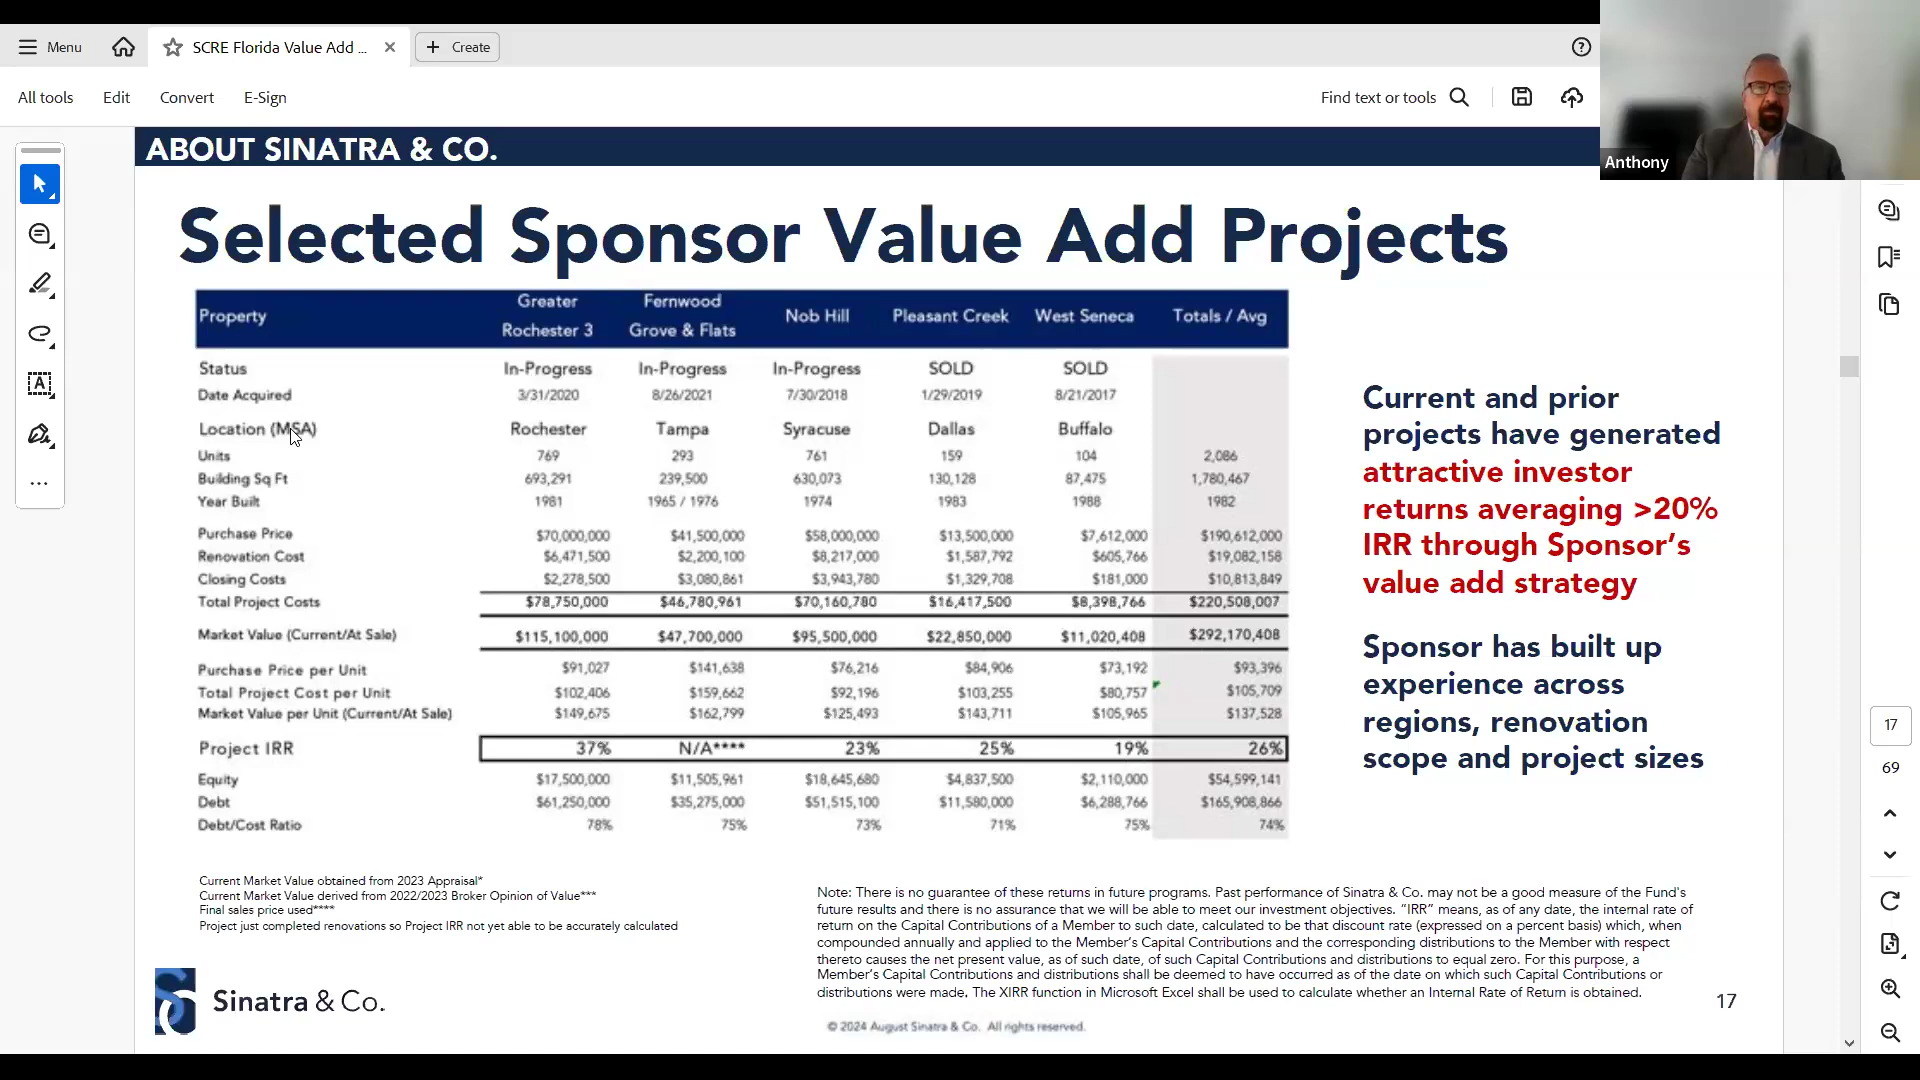 Menu
SCRE Florida Value Add ...
Create
All tools
Edit
Convert
E-Sign
Find text or tools
Anthony
ABOUT SINATRA & CO.
Selected Sponsor Value Add Projects
Property Greater Rochester 3 Fernwood Grove & Flats Nob Hill Pleasant Creek West Seneca Totals / Avg
Status In-Progress In-Progress In-Progress SOLD SOLD
Date Acquired 3/31/2020 8/26/2021 7/30/2018 1/29/2019 8/21/2017
Location (MSA) Rochester Tampa Syracuse Dallas Buffalo
Units 769 293 761 159 104 2,086
Building Sq Ft 693,291 239,500 630,073 130,128 87,475 1,780,467
Year Built 1981 1965 / 1976 1974 1983 1988 1982
Purchase Price $70,000,000 $41,500,000 $58,000,000 $13,500,000 $7,612,000 $190,612,000
Renovation Cost $6,471,500 $2,200,100 $8,217,000 $1,587,792 $605,766 $19,082,158
Closing Costs $2,278,500 $3,080,861 $3,943,780 $1,329,708 $181,000 $10,813,849
Total Project Costs $78,750,000 $46,780,961 $70,160,780 $16,417,500 $8,398,766 $220,508,007
Market Value (Current/At Sale) $115,100,000 $47,700,000 $95,500,000 $22,850,000 $11,020,408 $292,170,408
Purchase Price per Unit $91,027 $141,638 $76,216 $84,906 $73,192 $93,396
Total Project Cost per Unit $102,406 $159,662 $92,196 $103,255 $80,757 $105,709
Market Value per Unit (Current/At Sale) $149,675 $162,799 $125,493 $143,711 $105,965 $137,528
Project IRR 37% N/A**** 23% 25% 19% 26%
Equity $17,500,000 $11,505,961 $18,645,680 $4,837,500 $2,110,000 $54,599,141
Debt $61,250,000 $35,275,000 $51,515,100 $11,580,000 $6,288,766 $165,908,866
Debt/Cost Ratio 78% 75% 73% 71% 75% 74%
Current and prior
projects have generated
attractive investor
returns averaging >20%
IRR through Sponsor's
value add strategy
Sponsor has built up
experience across
regions, renovation
scope and project sizes
Current Market Value obtained from 2023 Appraisal*
Current Market Value derived from 2022/2023 Broker Opinion of Value***
Final sales price used****
Project just completed renovations so Project IRR not yet able to be accurately calculated
Note: There is no guarantee of these returns in future programs. Past performance of Sinatra & Co. may not be a good measure of the Fund's
future results and there is no assurance that we will be able to meet our investment objectives. "IRR" means, as of any date, the internal rate of
return on the Capital Contributions of a Member to such date, calculated to be that discount rate (expressed on a percent basis) which, when
compounded annually and applied to the Member's Capital Contributions and the corresponding distributions to the Member with respect
thereto causes the net present value, as of such date, of such Capital Contributions and distributions to equal zero. For this purpose, a
Member's Capital Contributions and distributions shall be deemed to have occurred as of the date on which such Capital Contributions or
distributions were made. The XIRR function in Microsoft Excel shall be used to calculate whether an Internal Rate of Return is obtained.
Sinatra & Co.
© 2024 August Sinatra & Co. All rights reserved.
17
17
69